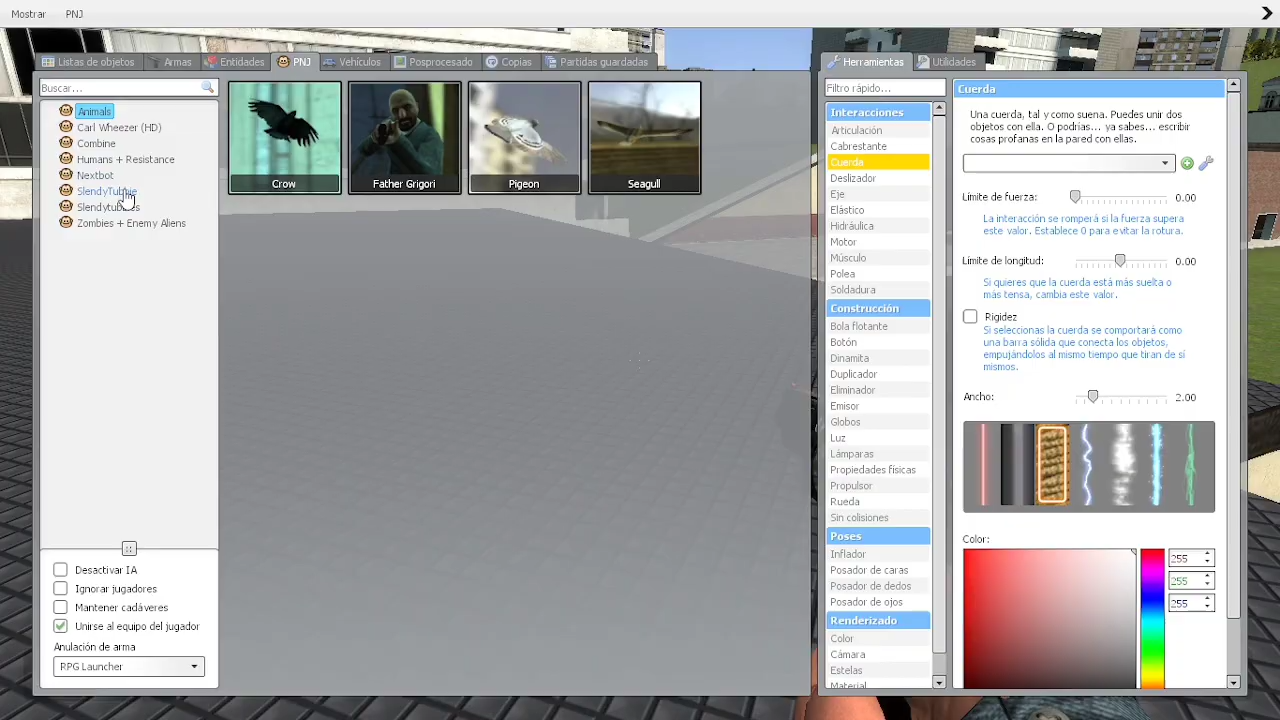 Mostrar PNJ
Listas de objetos Armas Entidades PNJ Vehículos Posprocesado Copias Partidas guardadas
Buscar...
Animals
Carl Wheezer (HD)
Combine
Humans + Resistance
Nextbot
Zombies + Enemy Aliens
Crow
Father Grigori
Pigeon
Seagull
Desactivar IA
Ignorar jugadores
Mantener cadáveres
Unirse al equipo del jugador
Anulación de arma
RPG Launcher
Herramientas Utilidades
Filtro rápido...
Interacciones
Articulación
Cabrestante
Cuerda
Deslizador
Eje
Elástico
Hidráulica
Motor
Músculo
Polea
Soldadura
Construcción
Bola flotante
Botón
Dinamita
Duplicador
Eliminador
Emisor
Globos
Luz
Lámparas
Propiedades físicas
Propulsor
Rueda
Sin colisiones
Poses
Inflador
Posador de caras
Posador de dedos
Posador de ojos
Renderizado
Color
Cámara
Estelas
Material
Cuerda
Una cuerda, tal y como suena. Puedes unir dos
objetos con ella. O podrías... ya sabes... escribir
cosas profanas en la pared con ellas.
Límite de fuerza: 0.00
La interacción se romperá si la fuerza supera
este valor. Establece 0 para evitar la rotura.
Límite de longitud: 0.00
Si quieres que la cuerda está más suelta o
más tensa, cambia este valor.
Rigidez
Si seleccionas la cuerda se comportará como
una barra sólida que conecta los objetos,
empujándolos al mismo tiempo que tiran de sí
mismos.
Ancho: 2.00
Color:
255
255
255